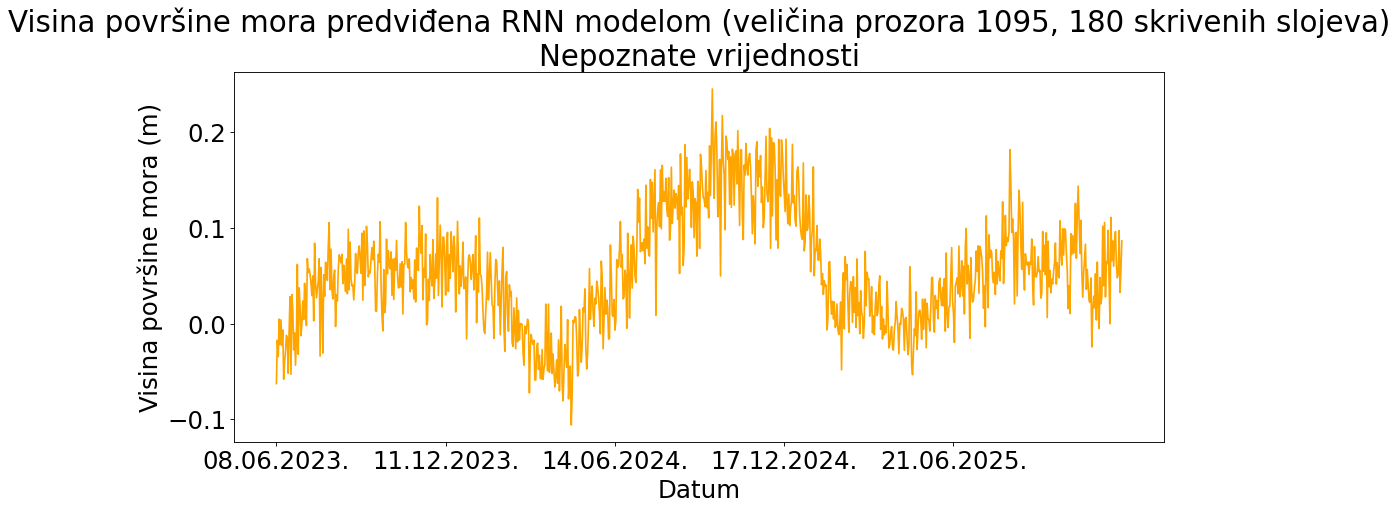 Visina površine mora predviđena RNN modelom (veličina prozora 1095, 180 skrivenih slojeva)
Nepoznate vrijednosti
Visina površine mora (m)
0.2
0.1
0.0
−0.1
08.06.2023. 11.12.2023. 14.06.2024. 17.12.2024. 21.06.2025.
Datum